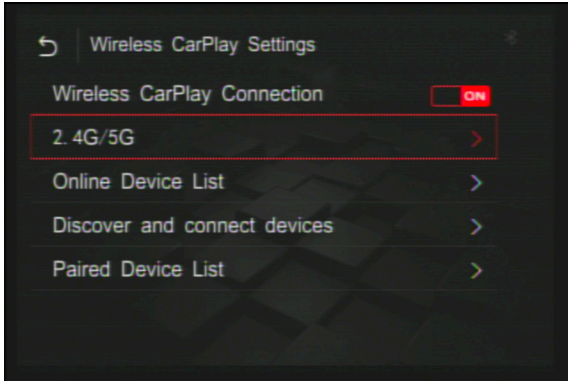 Wireless CarPlay Settings
Wireless CarPlay Connection ON
2.4G/5G
Online Device List
Discover and connect devices
Paired Device List